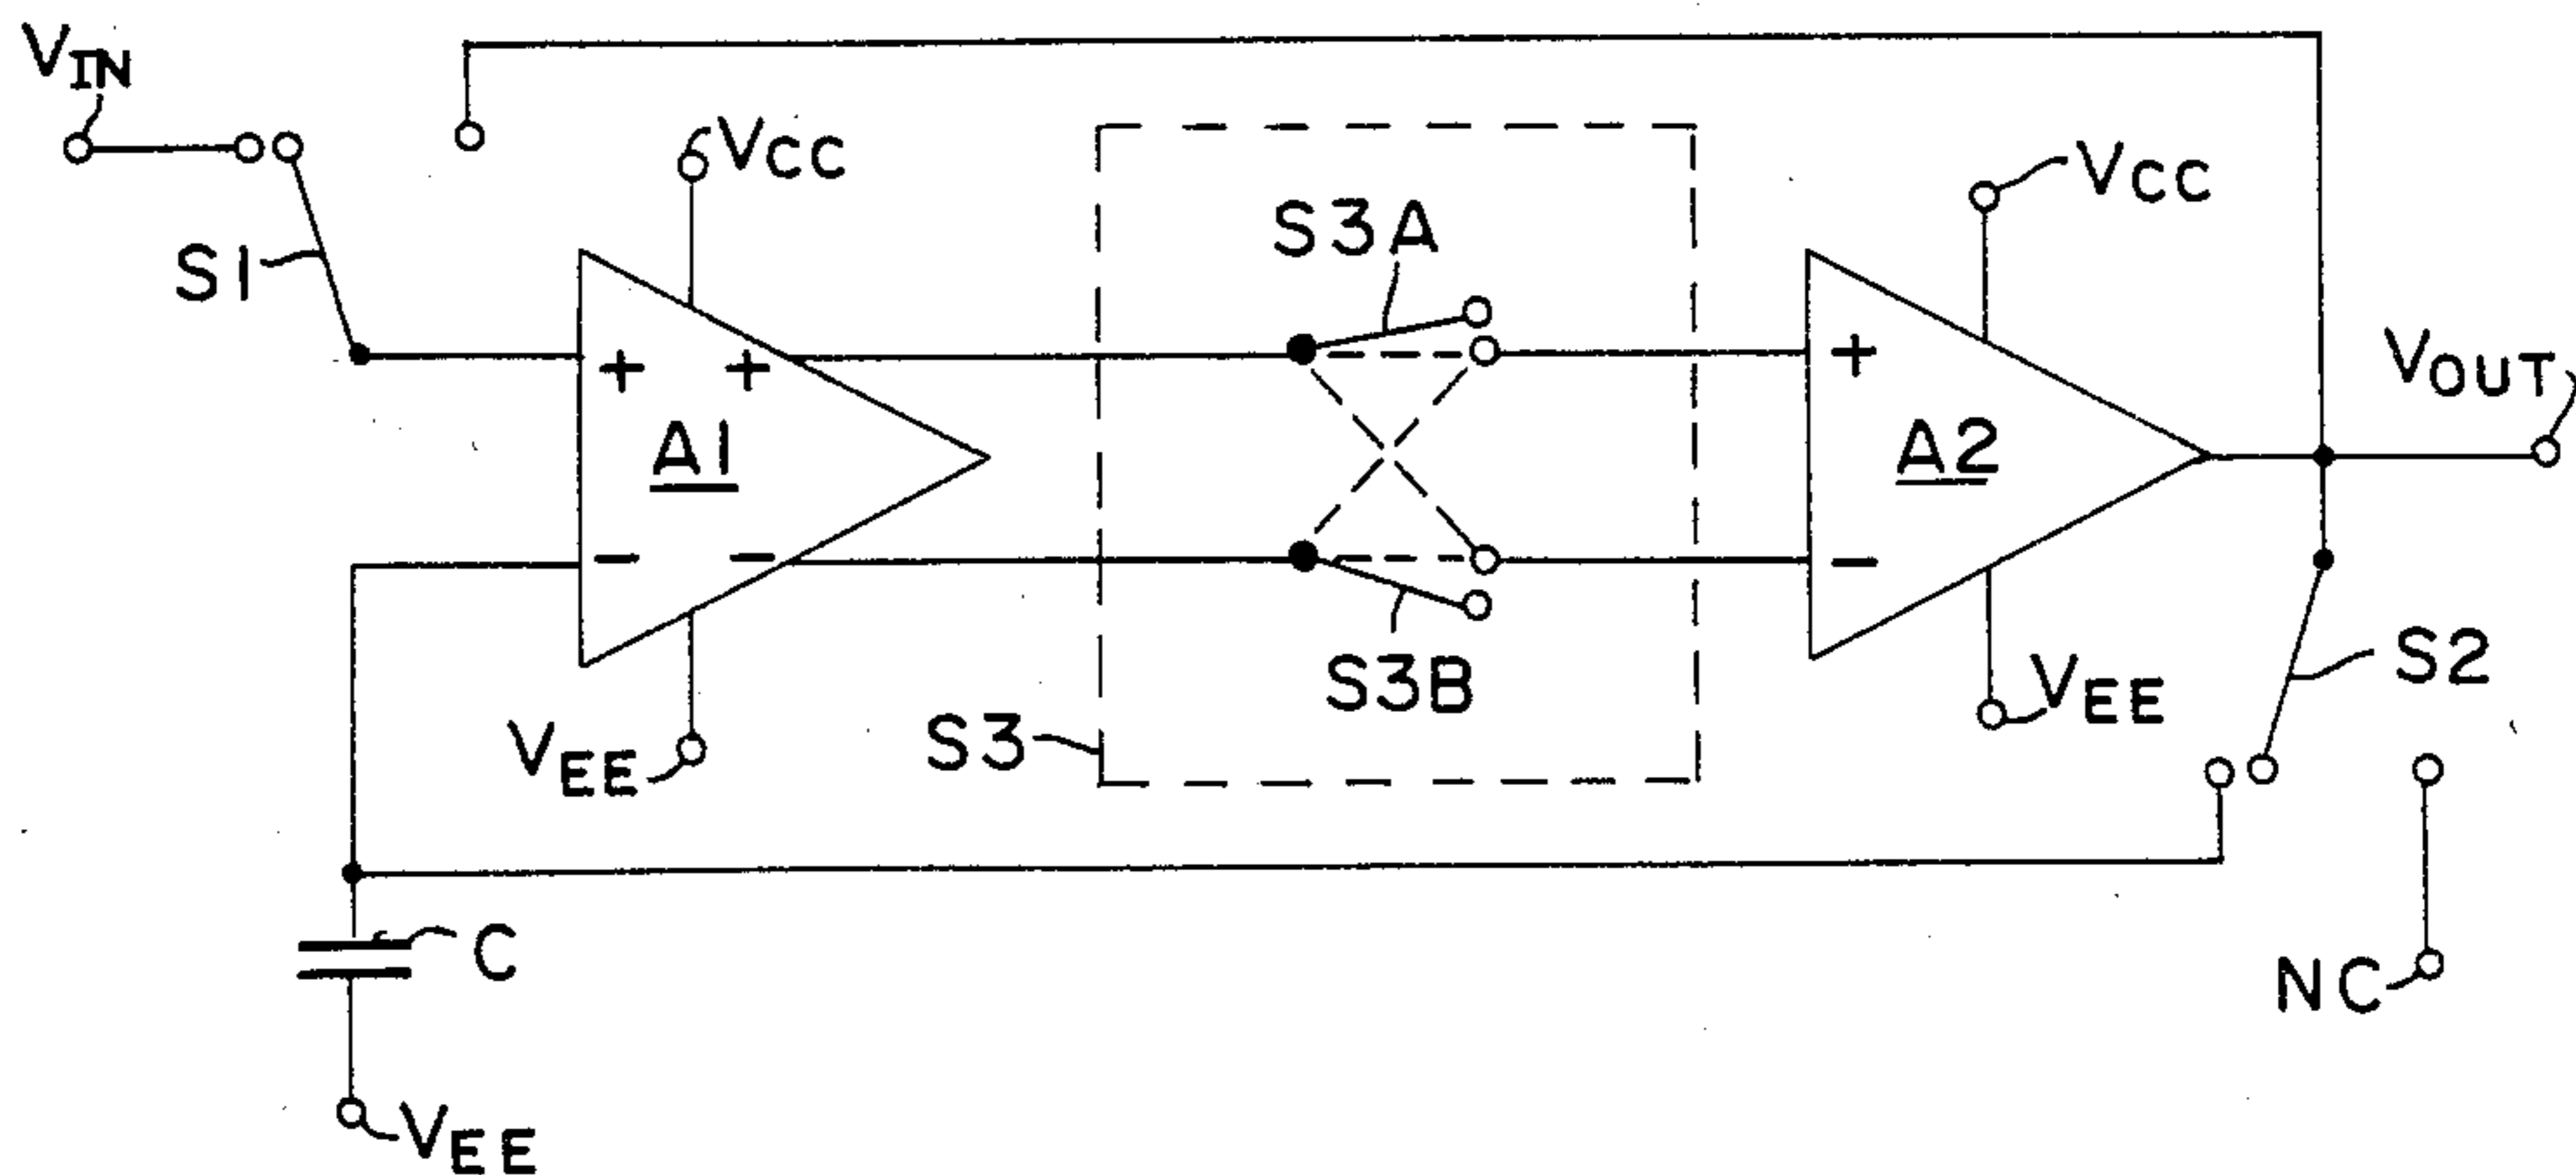 VIN
VCC
VCC
S3A
S1
+
+
+
VOUT
A1
A2
-
-
-
S3B
S2
S3
VEE
VEE
C
NC
VEE